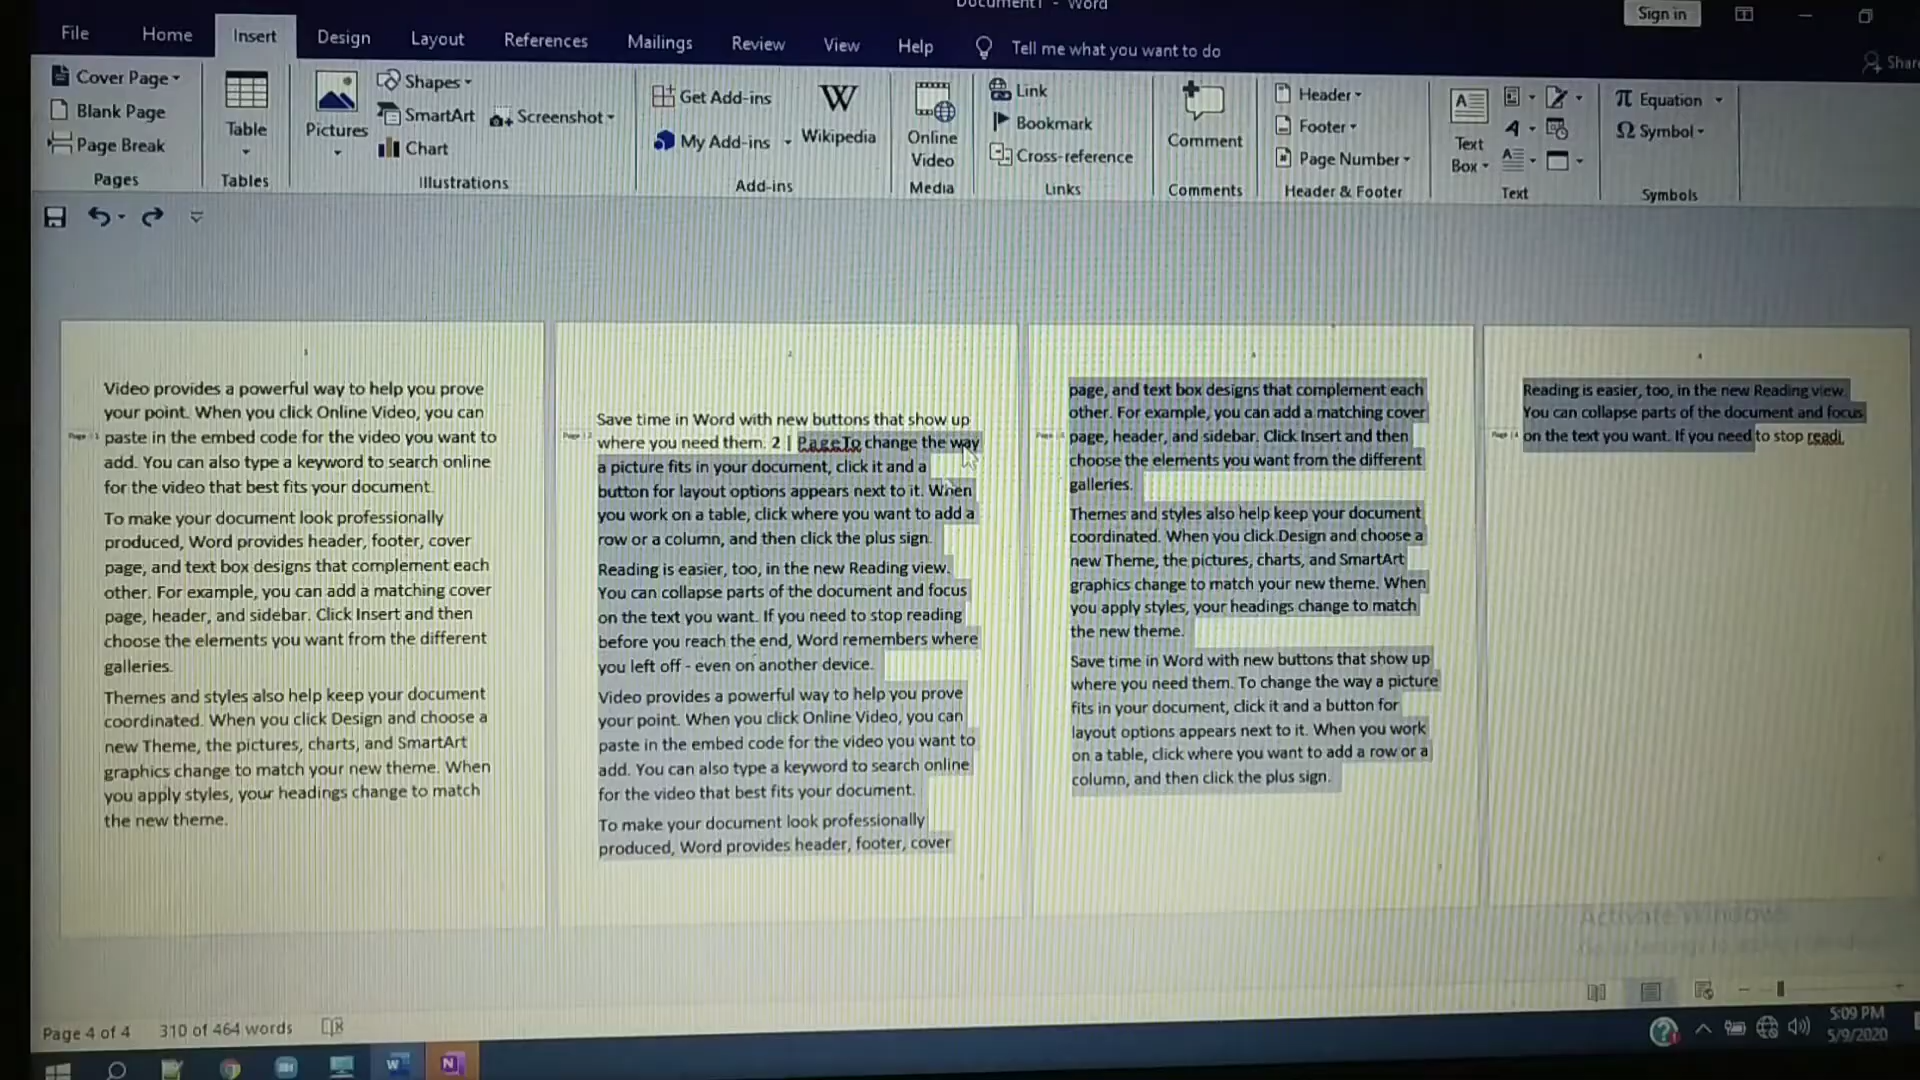 Document1 - Word
Sign in
File Home Insert Design Layout References Mailings Review View Help Tell me what you want to do
Share
Cover Page
Blank Page
Page Break
Pages
Table
Tables
Pictures
Shapes
SmartArt
Chart
Screenshot
Illustrations
Get Add-ins
My Add-ins
Wikipedia
Add-ins
Online
Video
Media
Link
Bookmark
Cross-reference
Links
Comment
Comments
Header
Footer
Page Number
Header & Footer
Text
Box
Text
Equation
Symbol
Symbols
Video provides a powerful way to help you prove
your point. When you click Online Video, you can
paste in the embed code for the video you want to
add. You can also type a keyword to search online
for the video that best fits your document.
To make your document look professionally
produced, Word provides header, footer, cover
page, and text box designs that complement each
other. For example, you can add a matching cover
page, header, and sidebar. Click Insert and then
choose the elements you want from the different
galleries.
Themes and styles also help keep your document
coordinated. When you click Design and choose a
new Theme, the pictures, charts, and SmartArt
graphics change to match your new theme. When
you apply styles, your headings change to match
the new theme.
Save time in Word with new buttons that show up
where you need them. 2 | PageTo change the way
a picture fits in your document, click it and a
button for layout options appears next to it. When
you work on a table, click where you want to add a
row or a column, and then click the plus sign.
Reading is easier, too, in the new Reading view.
You can collapse parts of the document and focus
on the text you want. If you need to stop reading
before you reach the end, Word remembers where
you left off - even on another device.
Video provides a powerful way to help you prove
your point. When you click Online Video, you can
paste in the embed code for the video you want to
add. You can also type a keyword to search online
for the video that best fits your document.
To make your document look professionally
produced, Word provides header, footer, cover
page, and text box designs that complement each
other. For example, you can add a matching cover
page, header, and sidebar. Click Insert and then
choose the elements you want from the different
galleries.
Themes and styles also help keep your document
coordinated. When you click Design and choose a
new Theme, the pictures, charts, and SmartArt
graphics change to match your new theme. When
you apply styles, your headings change to match
the new theme.
Save time in Word with new buttons that show up
where you need them. To change the way a picture
fits in your document, click it and a button for
layout options appears next to it. When you work
on a table, click where you want to add a row or a
column, and then click the plus sign.
Reading is easier, too, in the new Reading view.
You can collapse parts of the document and focus
on the text you want. If you need to stop readi.
Activate Windows
Page 4 of 4 310 of 464 words
5:09 PM
5/9/2020